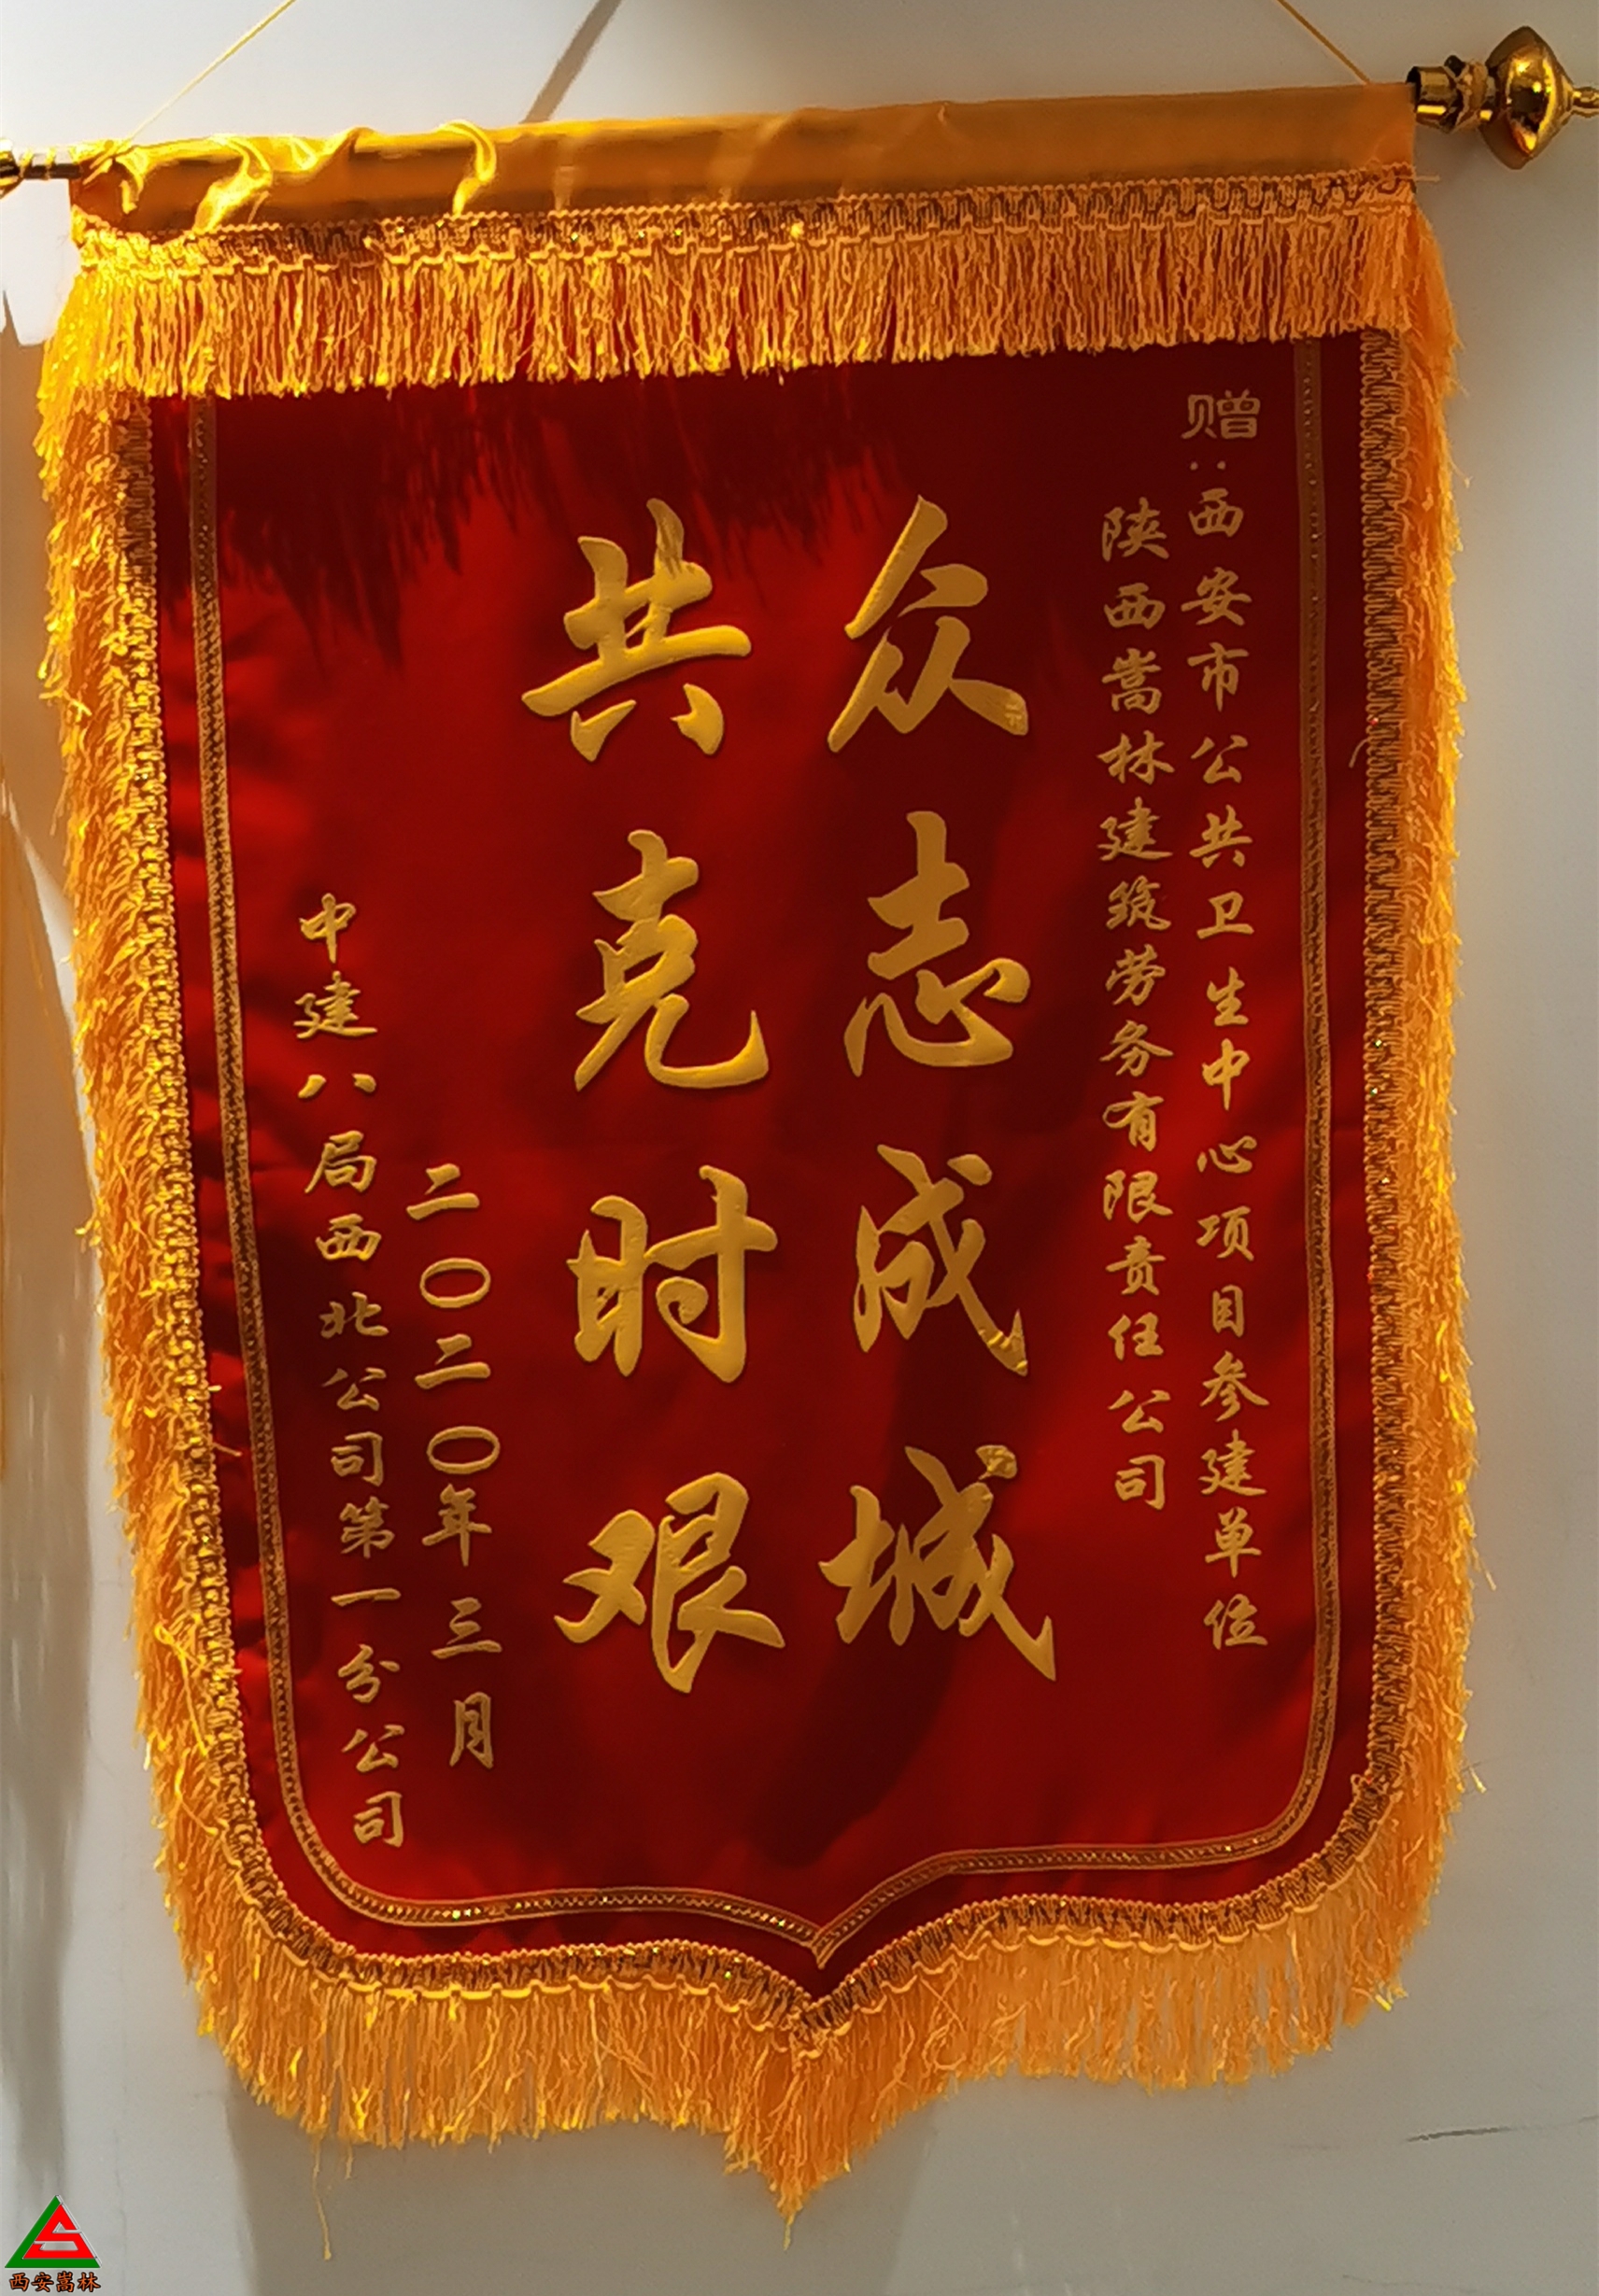 赠:西安市公共卫生中心项目参建单位
陕西嵩林建筑劳务有限责任公司
众志成城
共克时艰
中建八局西北公司第一分公司
二〇二〇年三月
西安嵩林